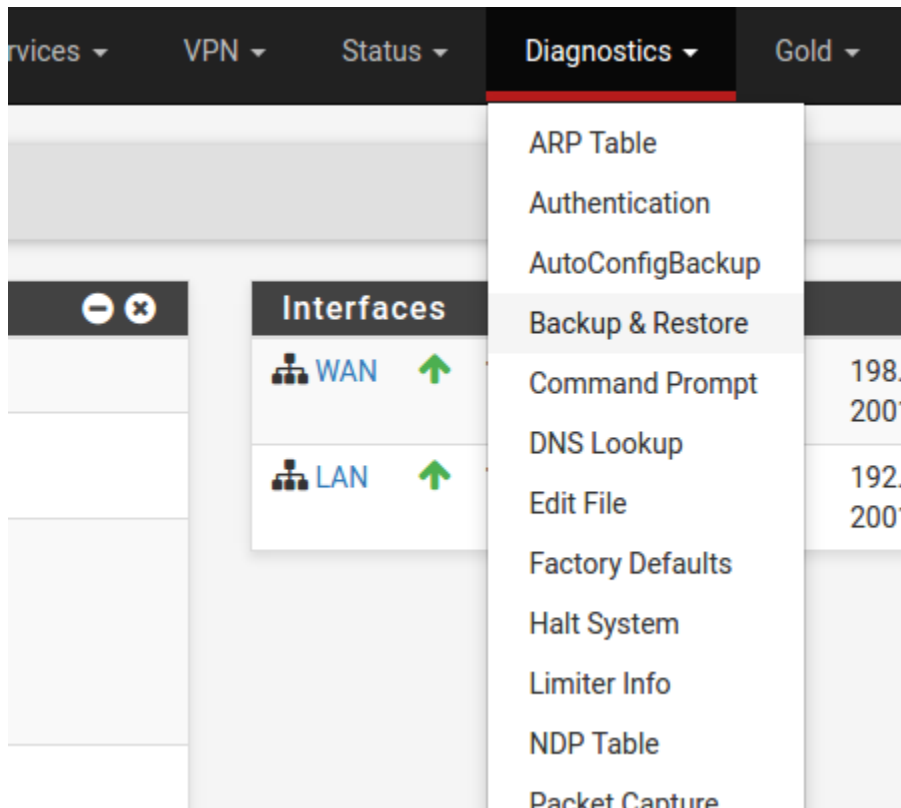 rvices VPN Status Diagnostics Gold
ARP Table
Authentication
AutoConfigBackup
Interfaces
Backup & Restore
WAN 198.
Command Prompt
200
DNS Lookup
LAN 192.
Edit File
200
Factory Defaults
Halt System
Limiter Info
NDP Table
Packet Capture